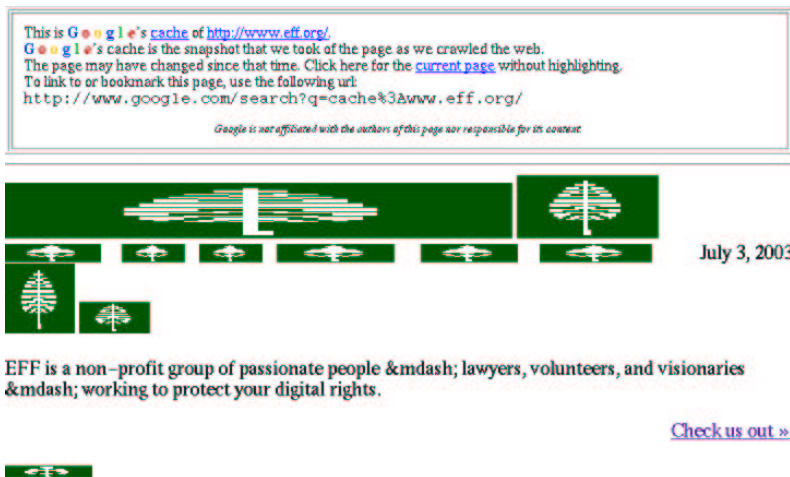 This is Google's cache of http://www.eff.org/.
Google's cache is the snapshot that we took of the page as we crawled the web.
The page may have changed since that time. Click here for the current page without highlighting.
To link to or bookmark this page, use the following url:
http://www.google.com/search?q=cache%3Awww.eff.org/
Google is not affiliated with the authors of this page nor responsible for its content.
July 3, 2003
EFF is a non-profit group of passionate people &mdash; lawyers, volunteers, and visionaries
&mdash; working to protect your digital rights.
Check us out »